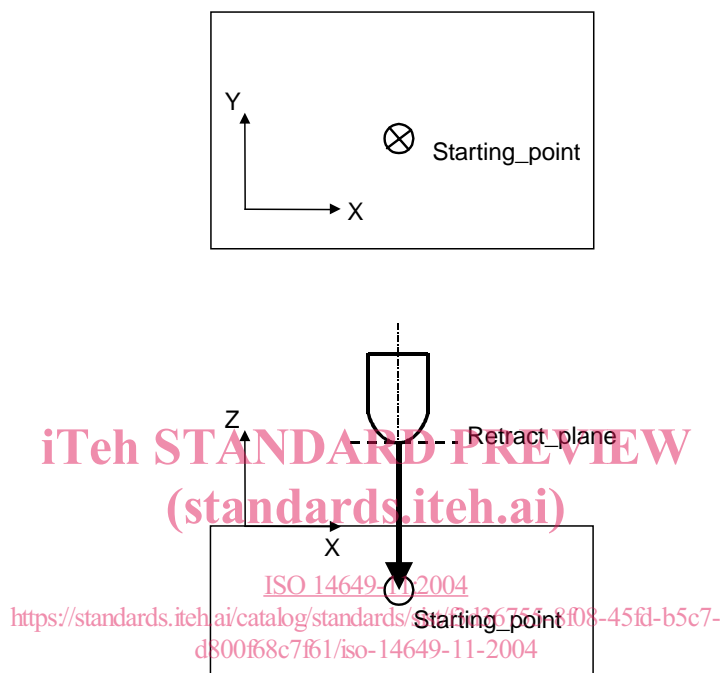 Y
Starting_point
X
Z
Retract_plane
iTeh STANDARD PREVIEW
(standards.iteh.ai)
X
ISO 14649-11:2004
Starting_point
d800f68c7f61/iso-14649-11-2004